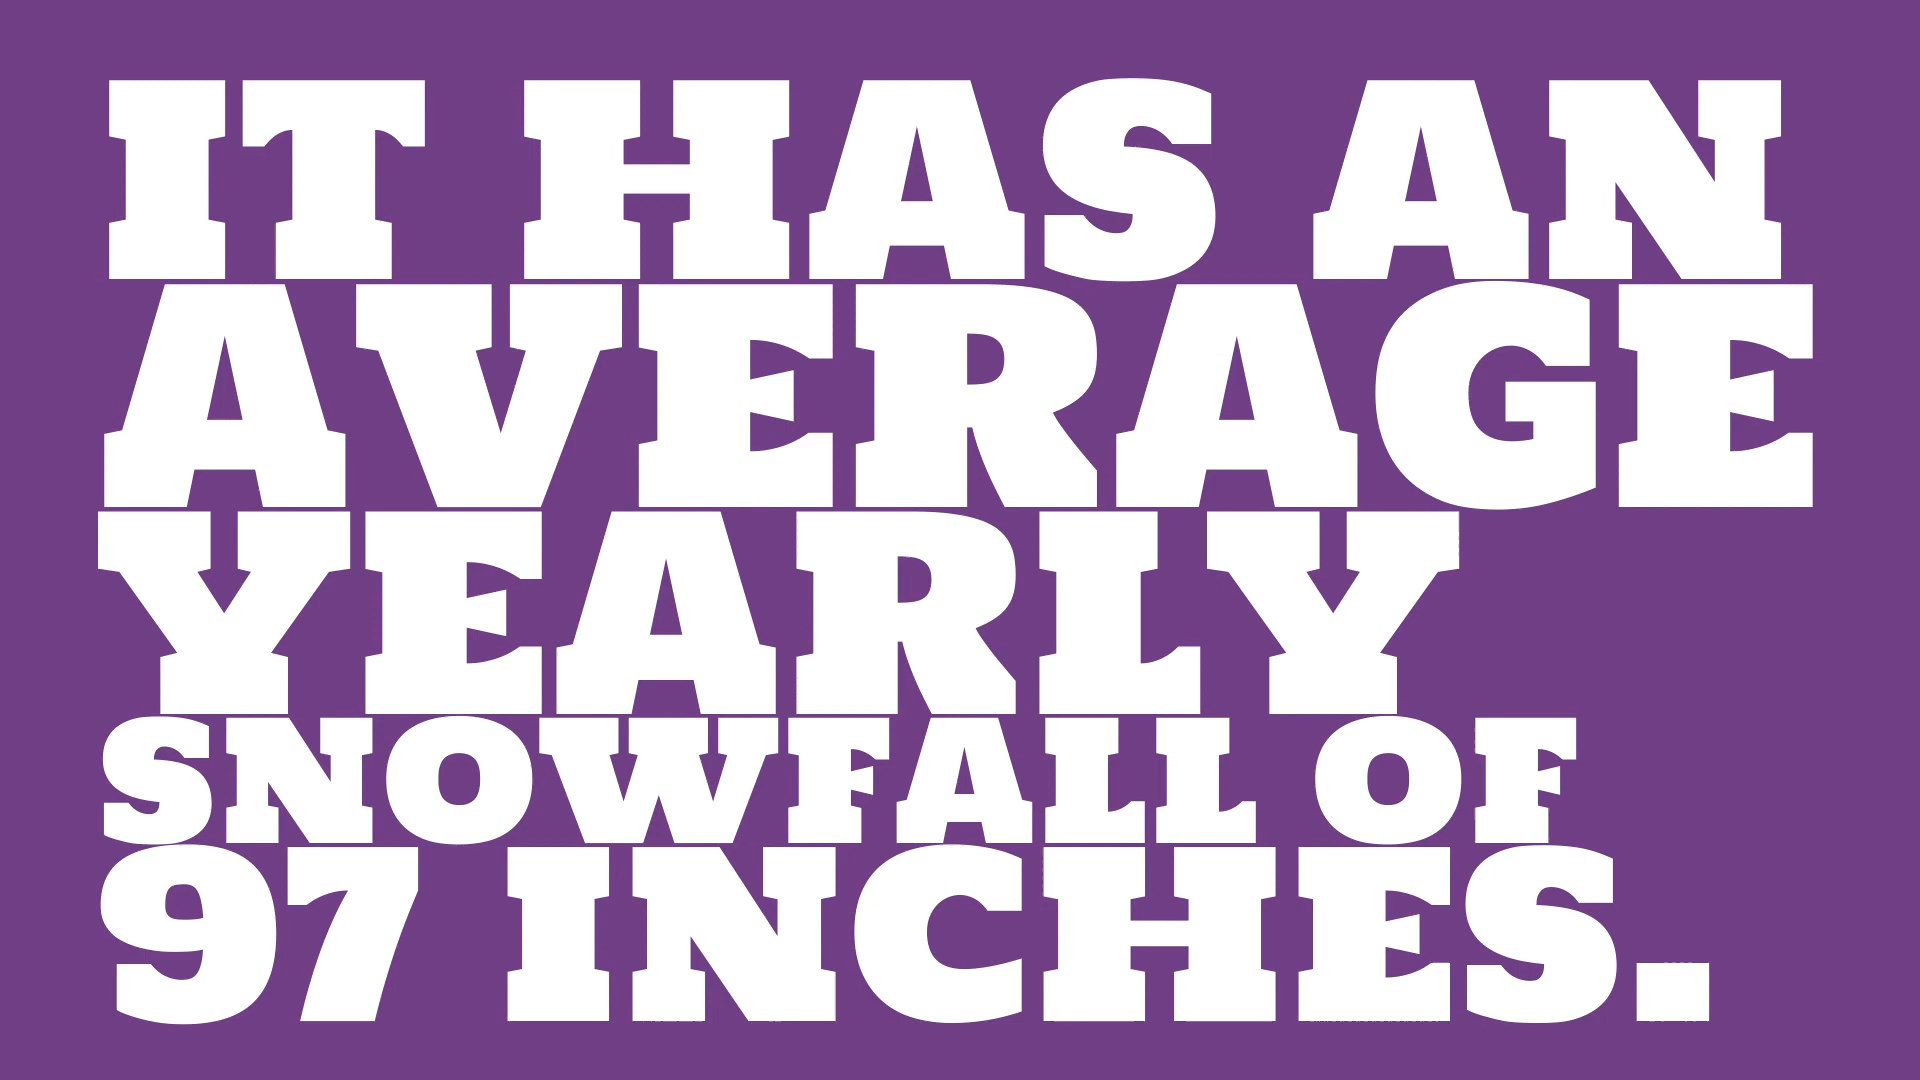 IT HAS AN
AVERAGE
YEARLY
SNOWFALL OF
97 INCHES.